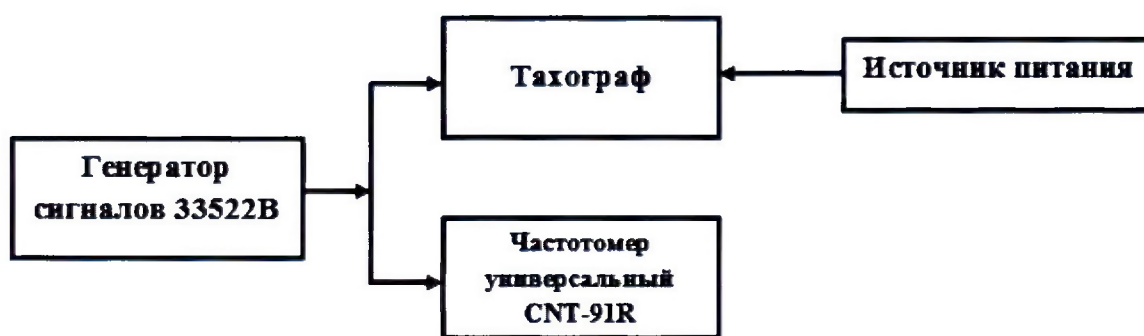 Тахограф
Источник питания
Генератор
сигналов 33522B
Частотомер
универсальный
CNT-91R